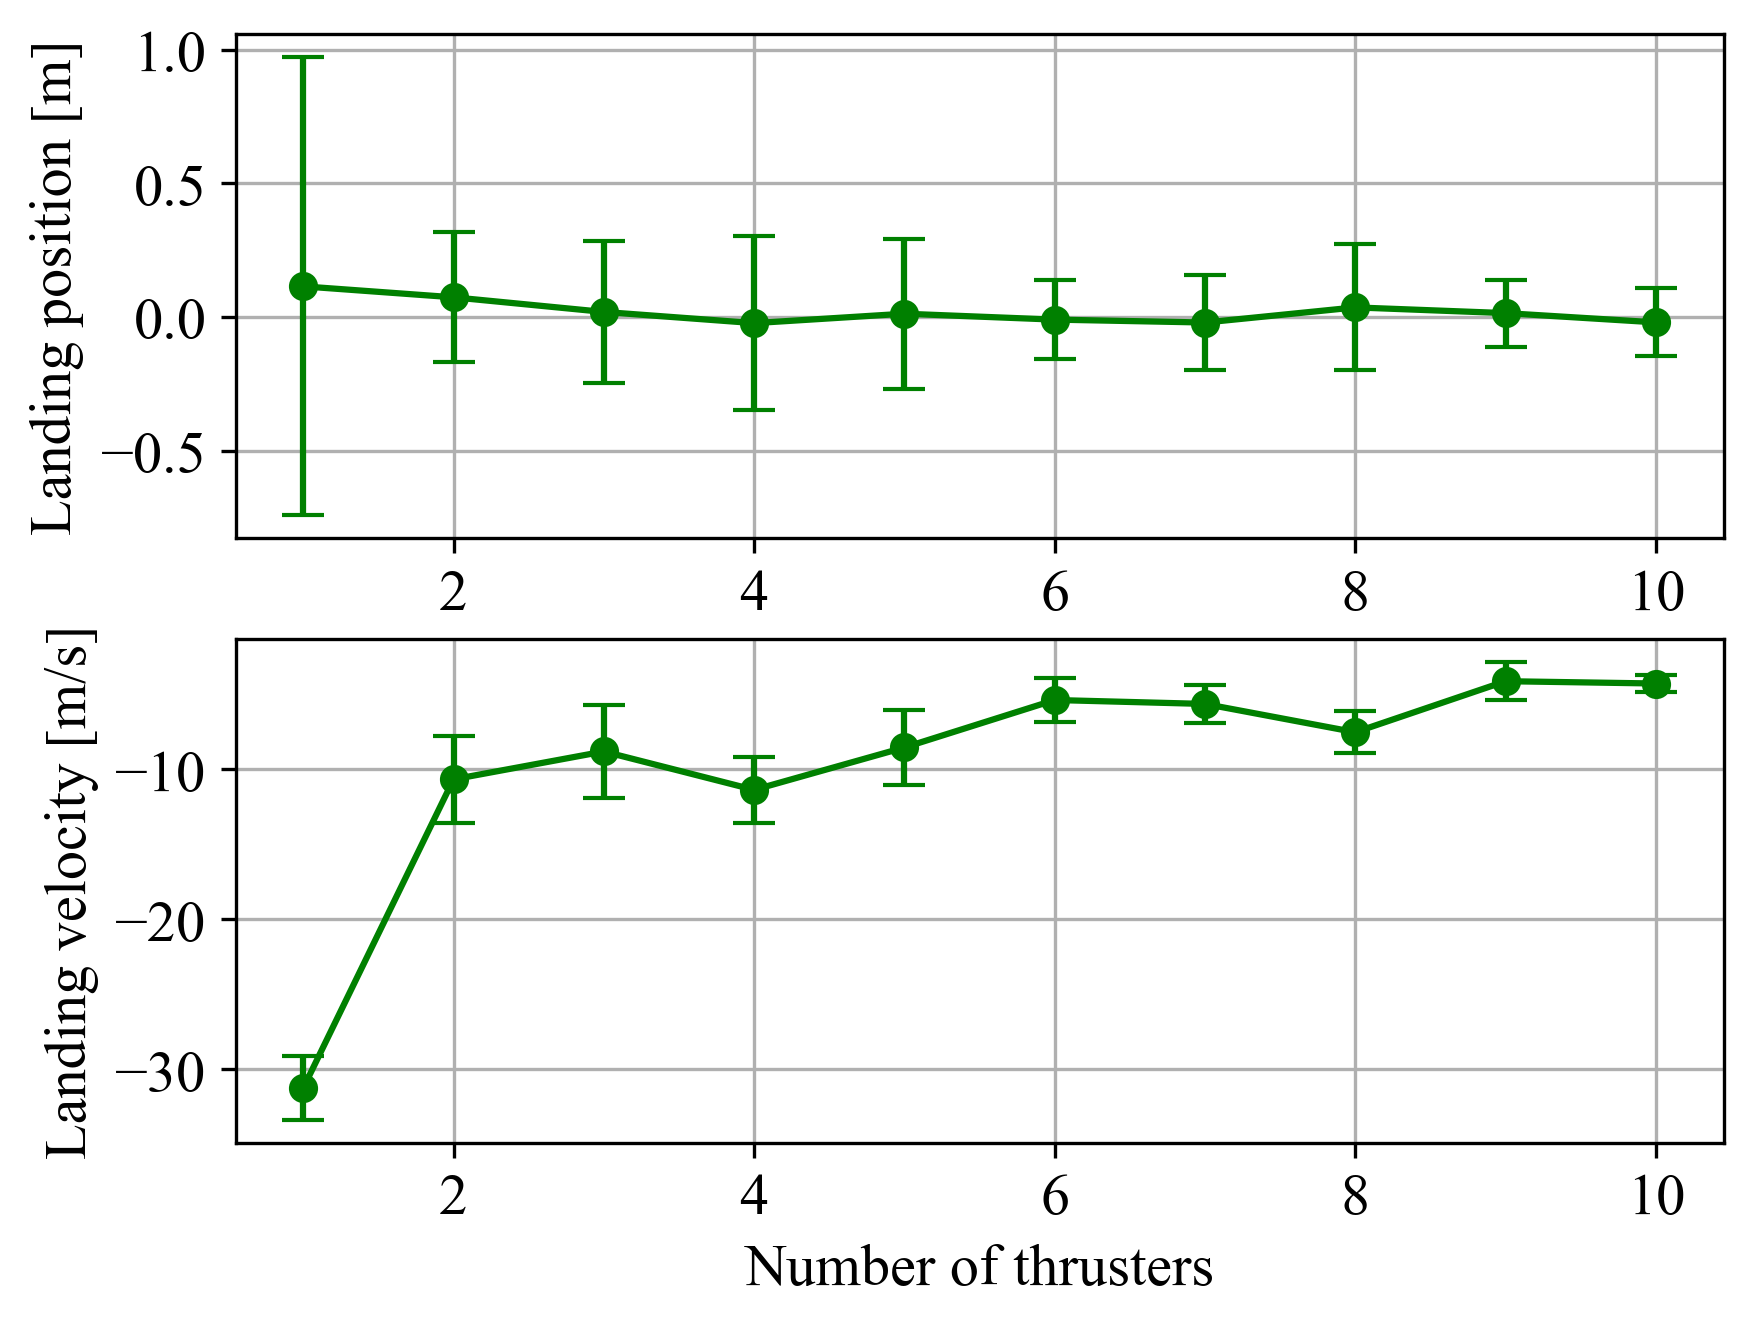 Landing position [m]
1.0
0.5
0.0
−0.5
2 4 6 8 10
Landing velocity [m/s]
−10
−20
−30
2 4 6 8 10
Number of thrusters